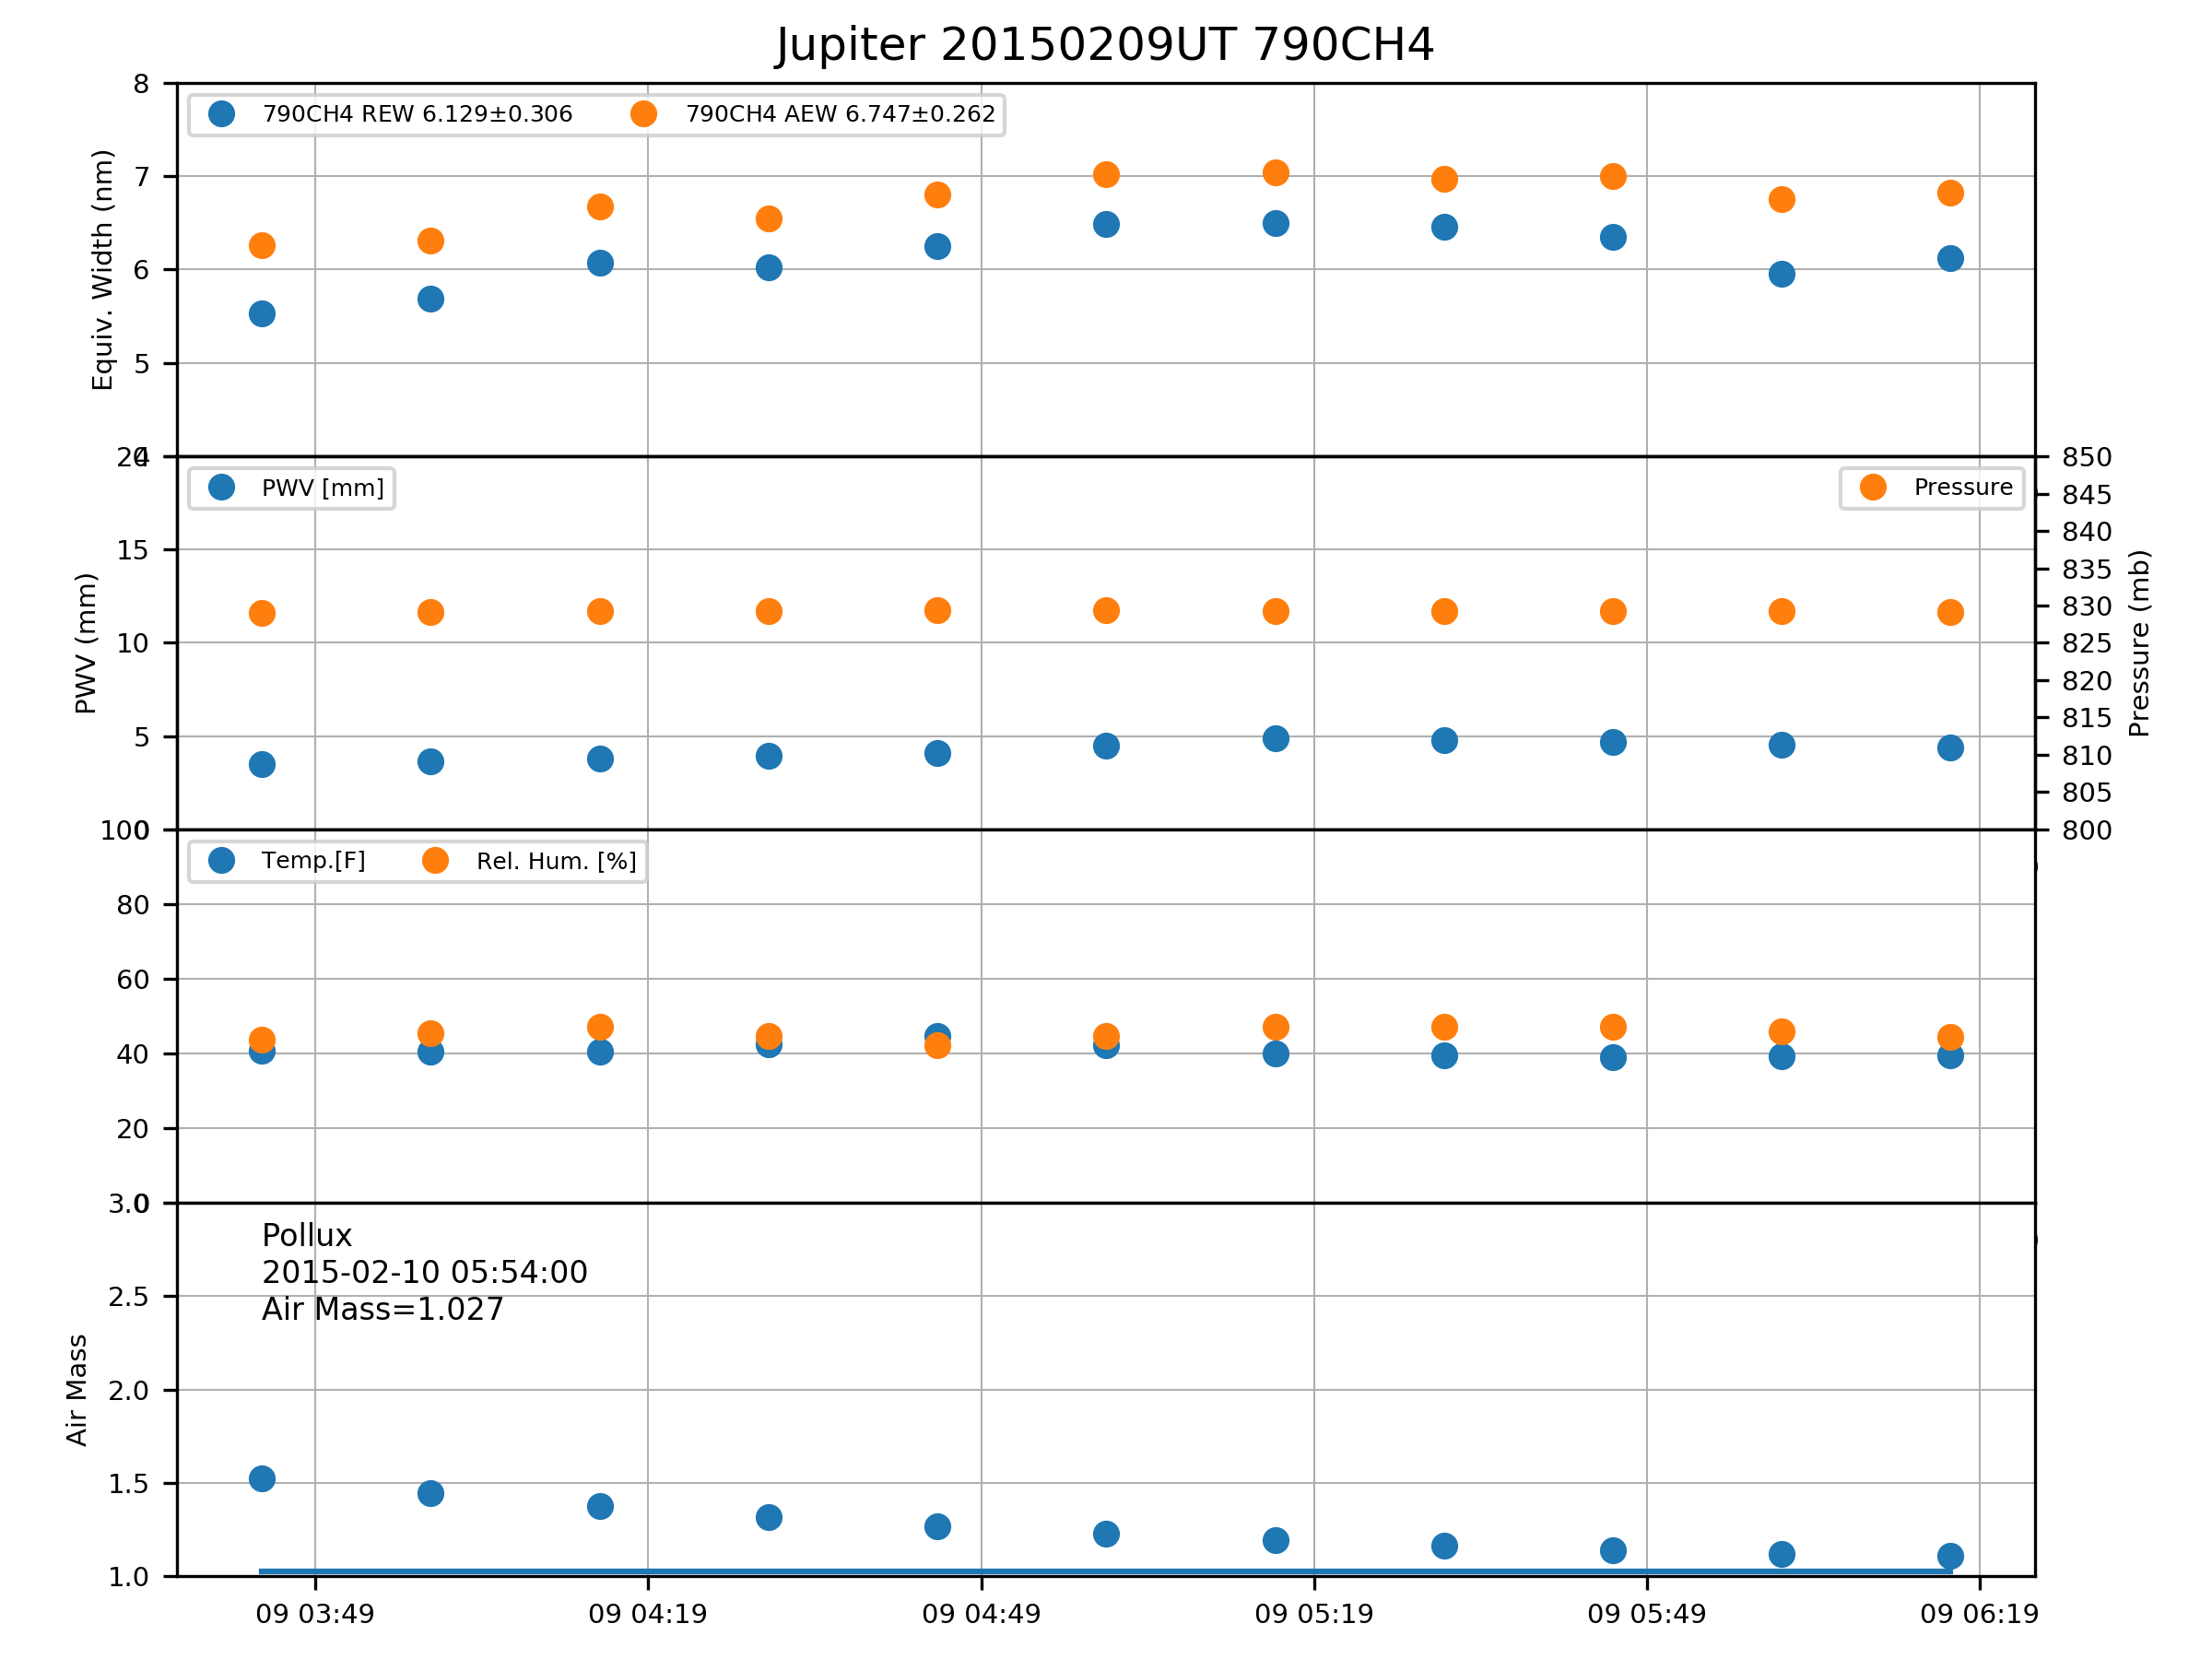 Jupiter 20150209UT 790CH4
790CH4 REW 6.129±0.306 790CH4 AEW 6.747±0.262
Equiv. Width (nm)
8
7
6
5
4
PWV [mm]
Pressure
PWV (mm)
20
15
10
5
0
850
845
840
835
830
825
820
815
810
805
800
Pressure (mb)
Temp.[F] Rel. Hum. [%]
100
80
60
40
20
0
Pollux
2015-02-10 05:54:00
Air Mass=1.027
Air Mass
3.0
2.5
2.0
1.5
1.0
09 03:49 09 04:19 09 04:49 09 05:19 09 05:49 09 06:19